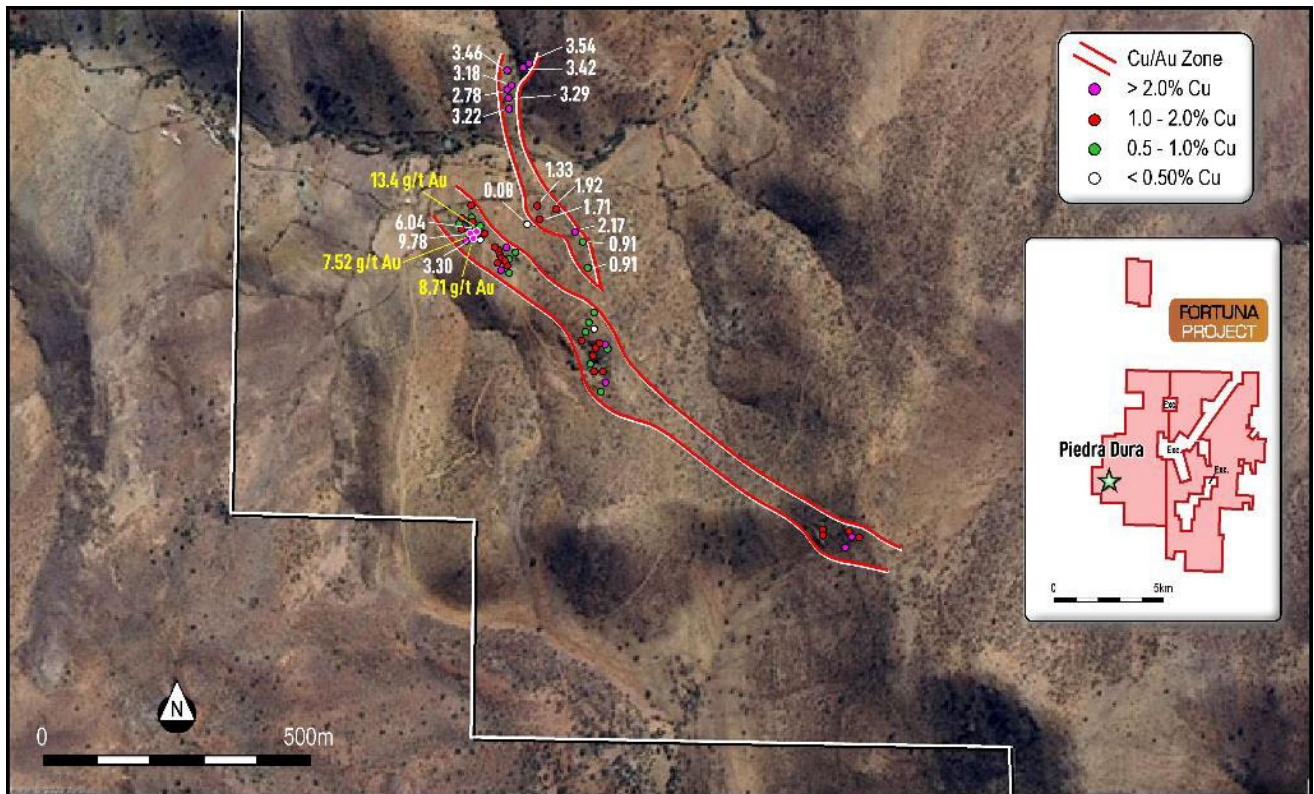 3.46
3.54
3.18
3.42
2.78
3.29
3.22
13.4 g/t Au
0.08
1.33
1.92
1.71
6.04
2.17
9.78
0.91
7.52 g/t Au
3.30
0.91
8.71 g/t Au
Cu/Au Zone
> 2.0% Cu
1.0 - 2.0% Cu
0.5 - 1.0% Cu
< 0.50% Cu
FORTUNA
PROJECT
Exc.
Piedra Dura
Exc.
Exc.
0 5km
N
0 500m